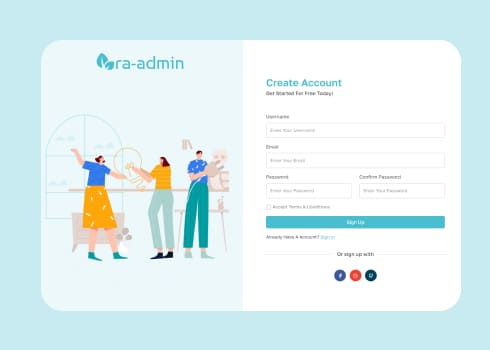 ra-admin
Create Account
Get Started For Free Today!
Username
Enter Your Username
Email
Enter Your Email
Password
Confirm Password
Enter Your Password
Enter Your Password
Accept Terms & Conditions
Sign Up
Already Have A Account? Sign in
Or sign up with